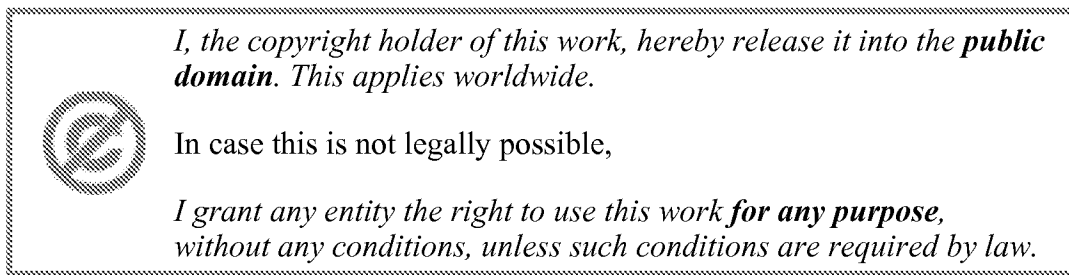 I, the copyright holder of this work, hereby release it into the public
domain. This applies worldwide.
In case this is not legally possible,
I grant any entity the right to use this work for any purpose,
without any conditions, unless such conditions are required by law.